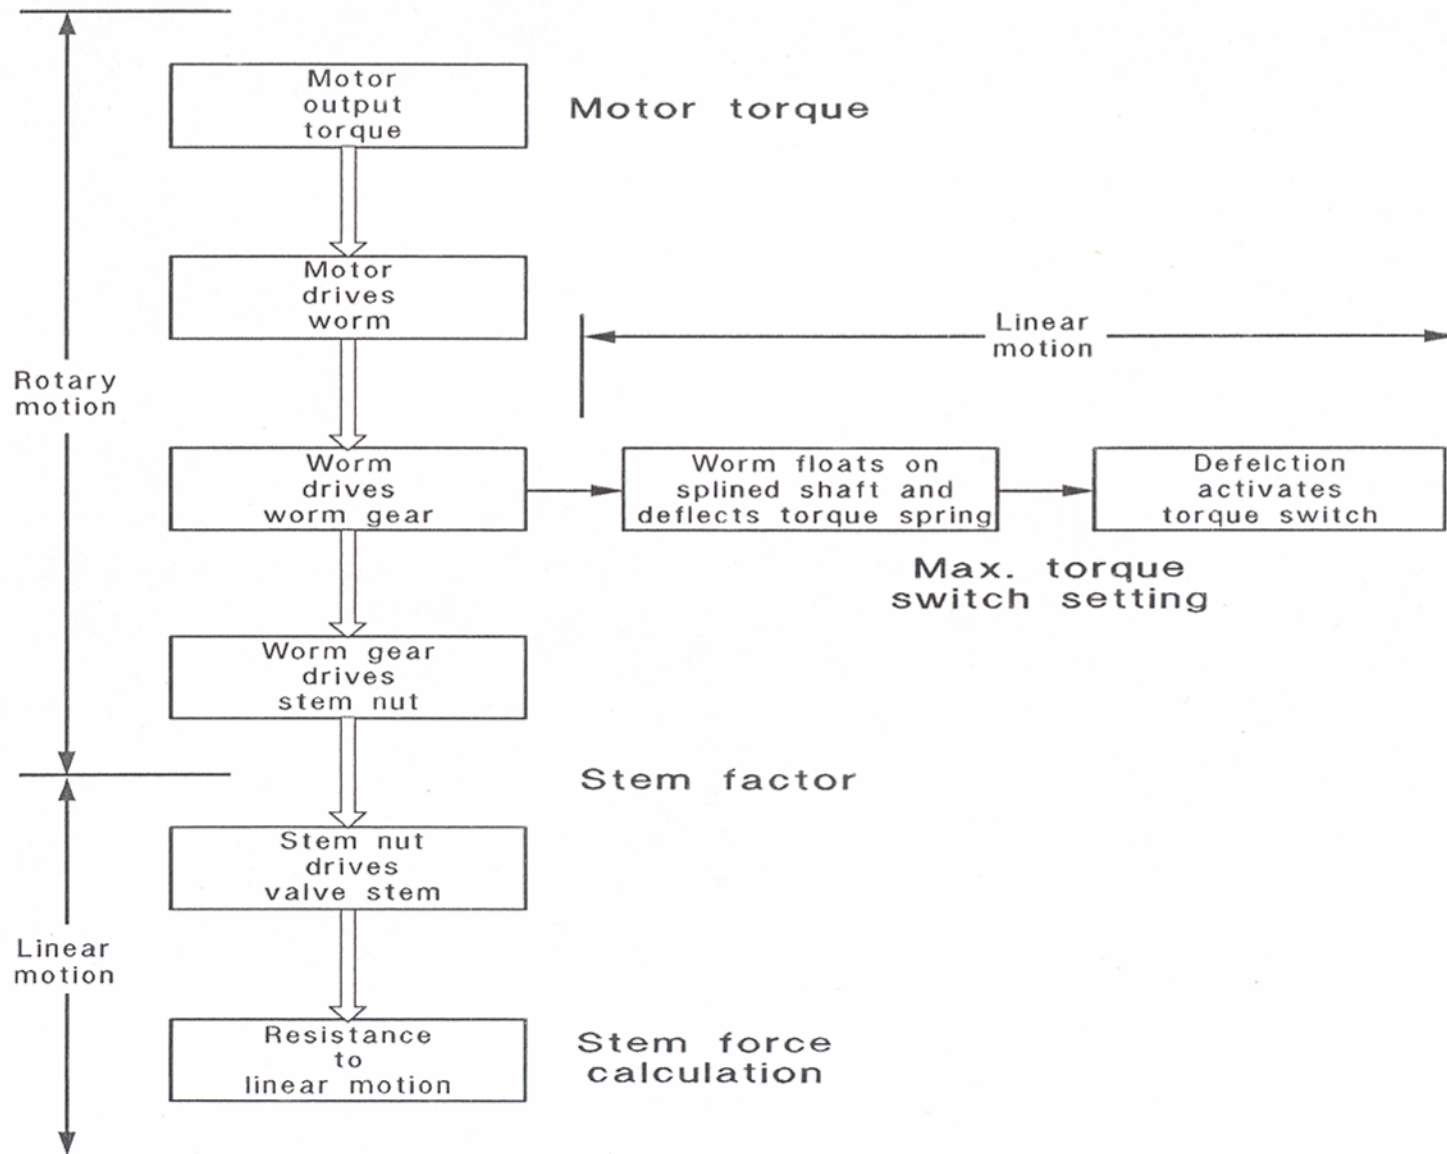 Motor
output
torque
Motor torque
Motor
drives
worm
Linear
motion
Rotary
motion
Worm
drives
worm gear
Worm floats on
splined shaft and
deflects torque spring
Defelction
activates
torque switch
Max. torque
switch setting
Worm gear
drives
stem nut
Stem factor
Stem nut
drives
valve stem
Linear
motion
Resistance
to
linear motion
Stem force
calculation